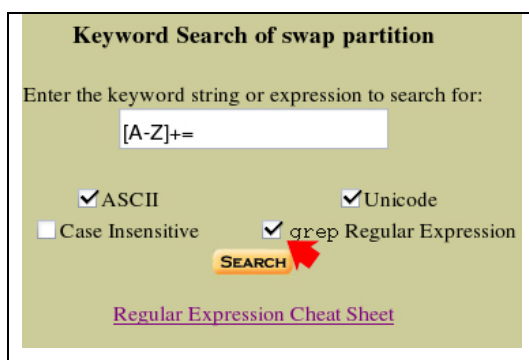 Keyword Search of swap partition
Enter the keyword string or expression to search for:
[A-Z]+=
ASCII
Unicode
Case Insensitive
grep Regular Expression
SEARCH
Regular Expression Cheat Sheet